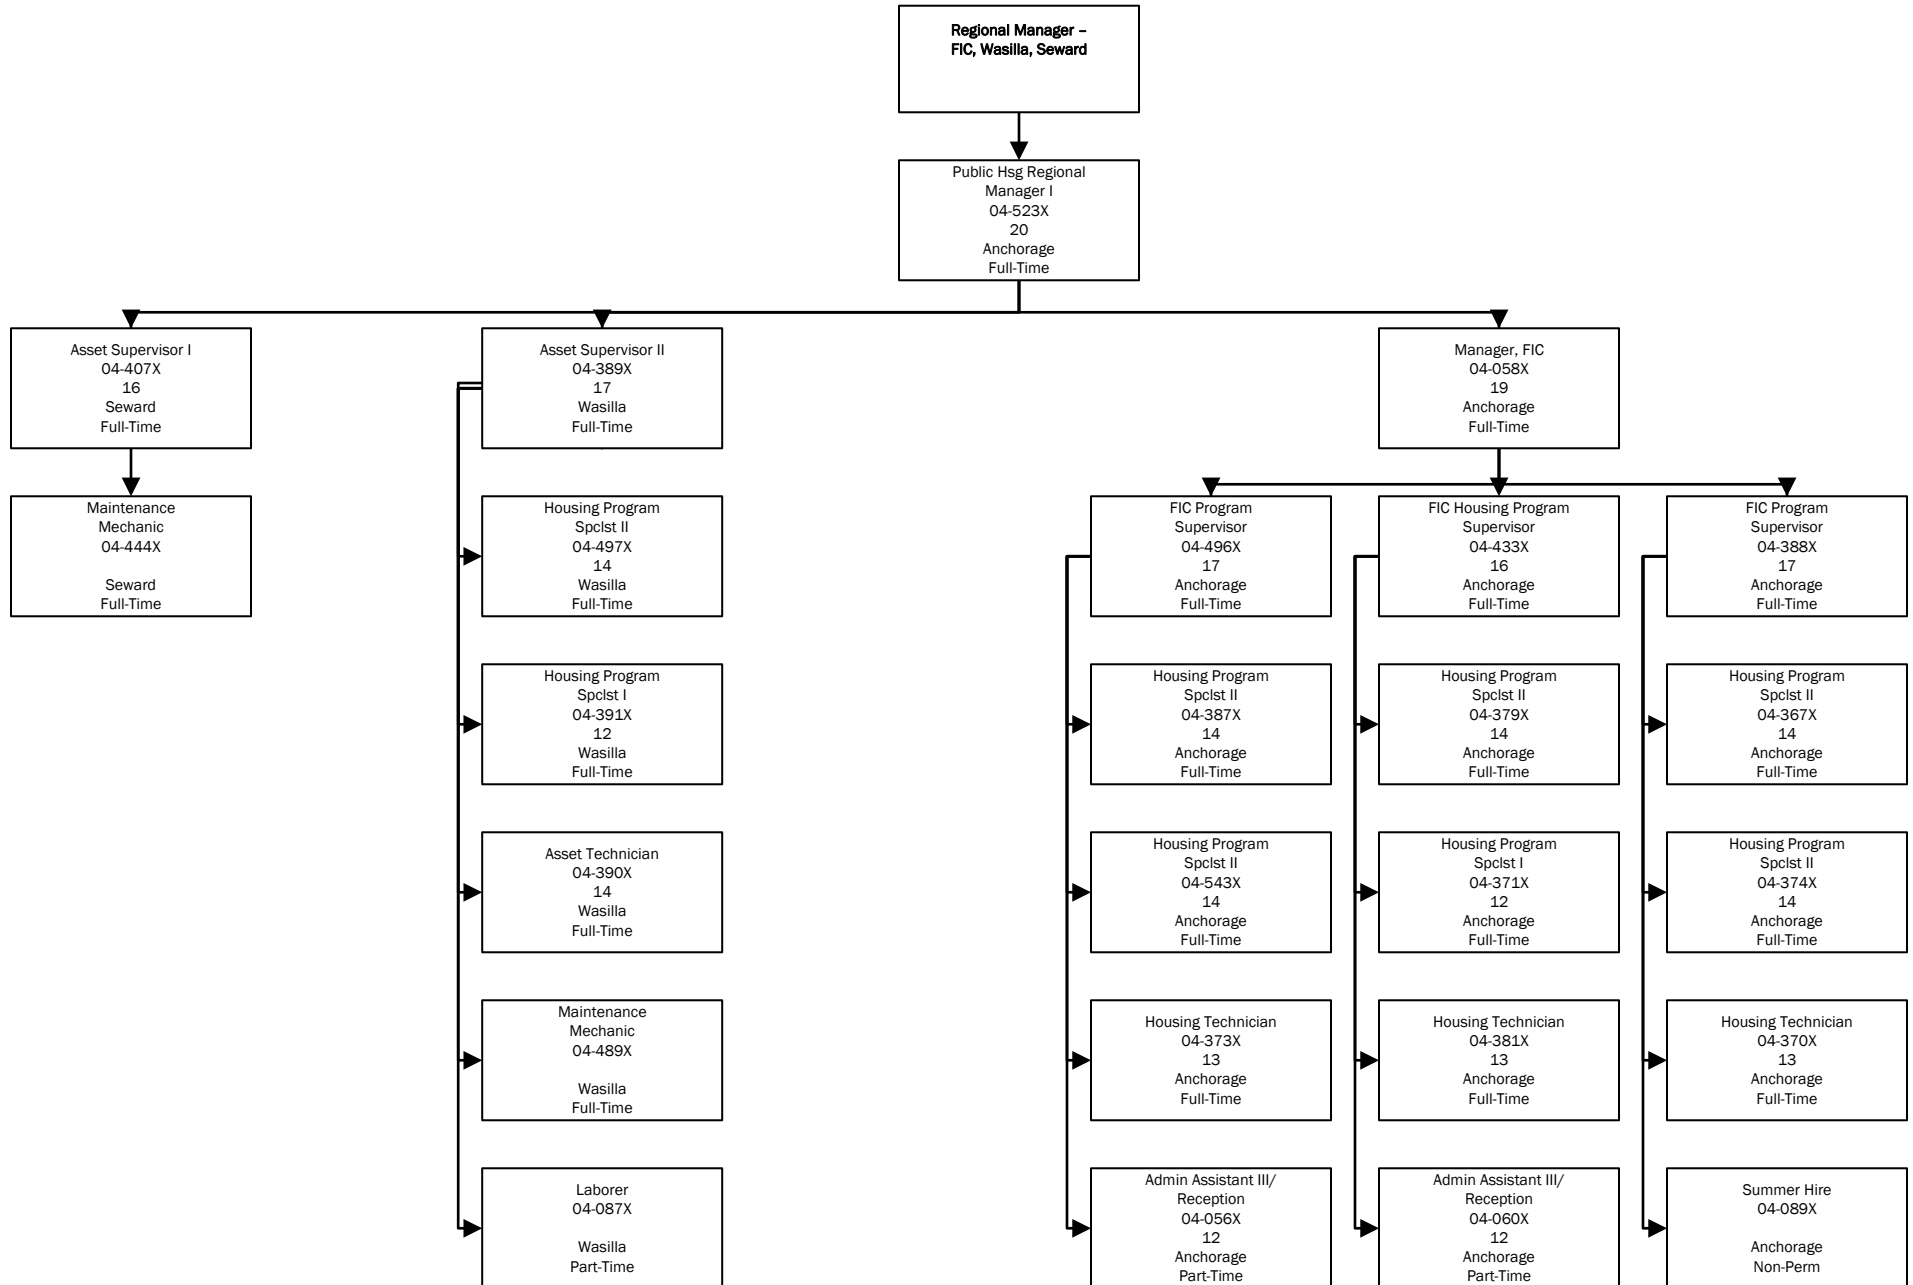 Regional Manager –
FIC, Wasilla, Seward
Public Hsg Regional
Manager I
04-523X
20
Anchorage
Full-Time
Asset Supervisor I
04-407X
16
Seward
Full-Time
Asset Supervisor II
04-389X
17
Wasilla
Full-Time
Manager, FIC
04-058X
19
Anchorage
Full-Time
Maintenance
Mechanic
04-444X
Seward
Full-Time
Housing Program
Spclst II
04-497X
14
Wasilla
Full-Time
FIC Program
Supervisor
04-496X
17
Anchorage
Full-Time
FIC Housing Program
Supervisor
04-433X
16
Anchorage
Full-Time
FIC Program
Supervisor
04-388X
17
Anchorage
Full-Time
Housing Program
Spclst I
04-391X
12
Wasilla
Full-Time
Housing Program
Spclst II
04-387X
14
Anchorage
Full-Time
Housing Program
Spclst II
04-379X
14
Anchorage
Full-Time
Housing Program
Spclst II
04-367X
14
Anchorage
Full-Time
Asset Technician
04-390X
14
Wasilla
Full-Time
Housing Program
Spclst II
04-543X
14
Anchorage
Full-Time
Housing Program
Spclst I
04-371X
12
Anchorage
Full-Time
Housing Program
Spclst II
04-374X
14
Anchorage
Full-Time
Maintenance
Mechanic
04-489X
Wasilla
Full-Time
Housing Technician
04-373X
13
Anchorage
Full-Time
Housing Technician
04-381X
13
Anchorage
Full-Time
Housing Technician
04-370X
13
Anchorage
Full-Time
Laborer
04-087X
Wasilla
Part-Time
Admin Assistant III/
Reception
04-056X
12
Anchorage
Part-Time
Admin Assistant III/
Reception
04-060X
12
Anchorage
Part-Time
Summer Hire
04-089X
Anchorage
Non-Perm